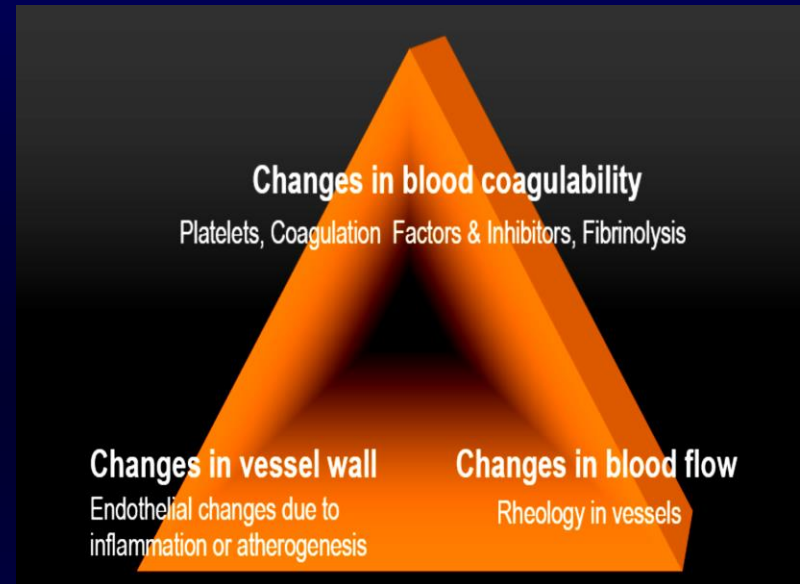 Changes in blood coagulability
Platelets, Coagulation Factors & Inhibitors, Fibrinolysis
Changes in vessel wall
Endothelial changes due to
inflammation or atherogenesis
Changes in blood flow
Rheology in vessels